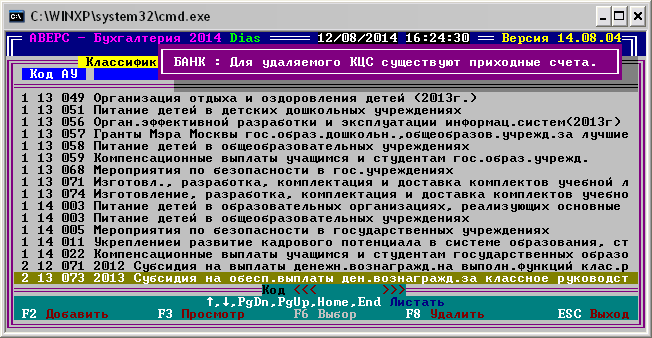 C:\WINXP\system32\cmd.exe
АВЕРС - Бухгалтерия 2014 Dias 12/08/2014 16:24:30 Версия 14.08.04
Классифик
БАНК : Для удаляемого КЦС существуют приходные счета.
Код АУ
1 13 049 Организация отдыха и оздоровления детей (2013г.)
1 13 051 Питание детей в детских дошкольных учреждениях
1 13 056 Орган.эффективной разработки и эксплутации информац.систем(2013г)
1 13 057 Гранты Мэра Москвы гос.образ.дошкольн.,общеобразов.учрежд.за лучшие
1 13 058 Питание детей в общеобразовательных учреждениях
1 13 059 Компенсационные выплаты учащимся и студентам гос.образ.учрежд.
1 13 068 Мероприятия по безопасности в гос.учреждениях
1 13 071 Изготовл., разработка, комплектация и доставка комплектов учебной л
1 13 074 Изготовление, разработка, комплектация и доставка комплектов учебно
1 14 003 Питание детей в образовательных организациях, реализующих основные
1 14 003 Питание детей в общеобразовательных учреждениях
1 14 005 Мероприятия по безопасности в государственных учреждениях
1 14 011 Укреплениеи развитие кадрового потенциала в системе образования, ст
1 14 022 Компенсационные выплаты учащимся и студентам государственных образо
2 12 071 2012 Субсидия на выплаты денежн.вознагражд.на выполн.функций клас.р
2 13 073 2013 Субсидия на обесп.выплаты ден.вознагражд.за классное руководст
Код <<< >>>
↑,↓,PgDn,PgUp,Home,End Листать
F2 Добавить F3 Просмотр F6 Выбор F8 Удалить ESC Выход